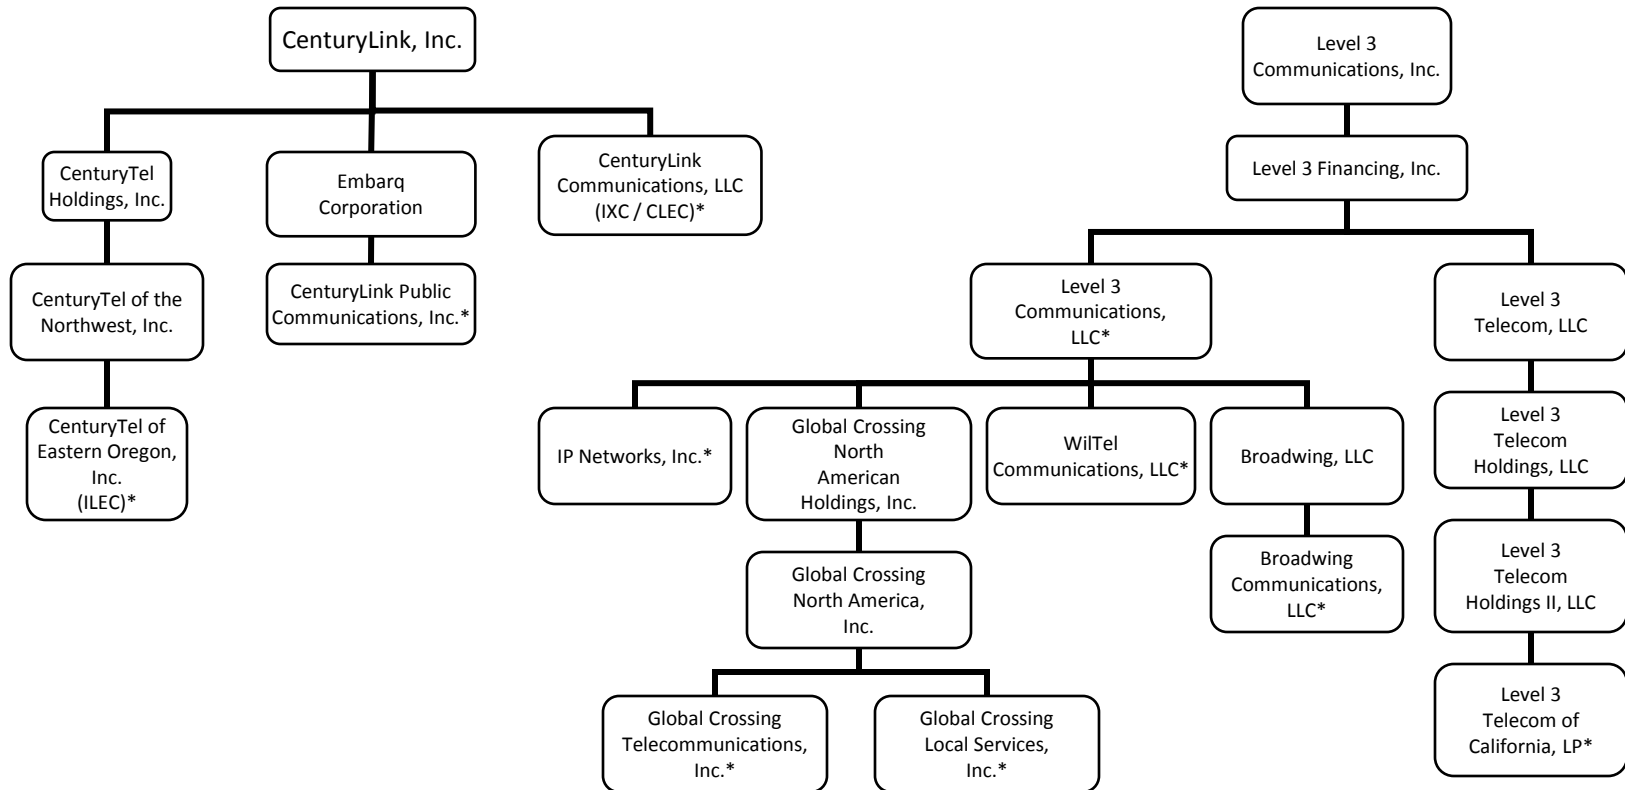 CenturyLink, Inc.
CenturyTel
Holdings, Inc.
Embarq
Corporation
CenturyLink
Communications, LLC
(IXC / CLEC)*
CenturyTel of the
Northwest, Inc.
CenturyLink Public
Communications, Inc.*
CenturyTel of
Eastern Oregon,
Inc.
(ILEC)*
Level 3
Communications, Inc.
Level 3 Financing, Inc.
Level 3
Communications,
LLC*
Level 3
Telecom, LLC
IP Networks, Inc.*
Global Crossing
North
American
Holdings, Inc.
WilTel
Communications, LLC*
Broadwing, LLC
Level 3
Telecom
Holdings, LLC
Global Crossing
North America,
Inc.
Broadwing
Communications,
LLC*
Level 3
Telecom
Holdings II, LLC
Global Crossing
Telecommunications,
Inc.*
Global Crossing
Local Services,
Inc.*
Level 3
Telecom of
California, LP*